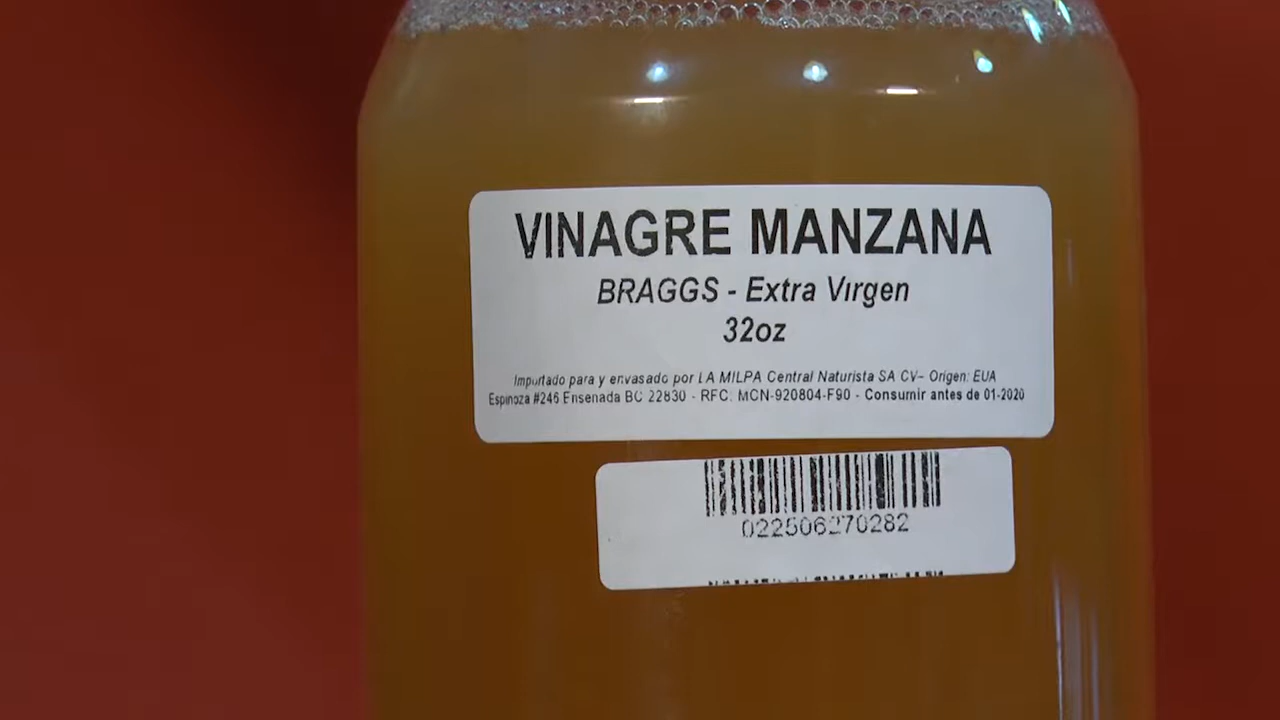 VINAGRE MANZANA
BRAGGS - Extra Virgen
32oz
Importado para y envasado por LA MILPA Central Naturista SA CV- Origen: EUA
Espinoza #246 Ensenada BC 22830 - RFC: MCN-920804-F90 - Consumir antes de 01-2020
022506270282